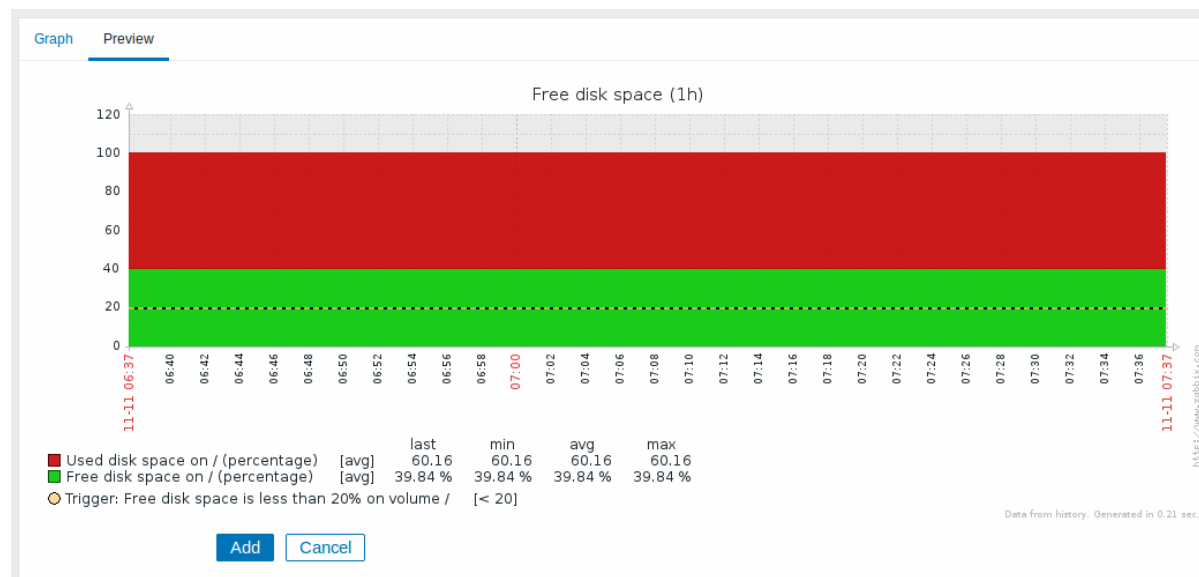 Graph Preview
Free disk space (1h)
120
100
80
60
40
20
0
11-11 06:37 06:40 06:42 06:44 06:46 06:48 06:50 06:52 06:54 06:56 06:58 07:00 07:02 07:04 07:06 07:08 07:10 07:12 07:14 07:16 07:18 07:20 07:22 07:24 07:26 07:28 07:30 07:32 07:34 07:36 11-11 07:37
http://www.zabbix.com
last min avg max
Used disk space on / (percentage) [avg] 60.16 60.16 60.16 60.16
Free disk space on / (percentage) [avg] 39.84 % 39.84 % 39.84 % 39.84 %
Trigger: Free disk space is less than 20% on volume / [< 20]
Data from history. Generated in 0.21 sec.
Add Cancel